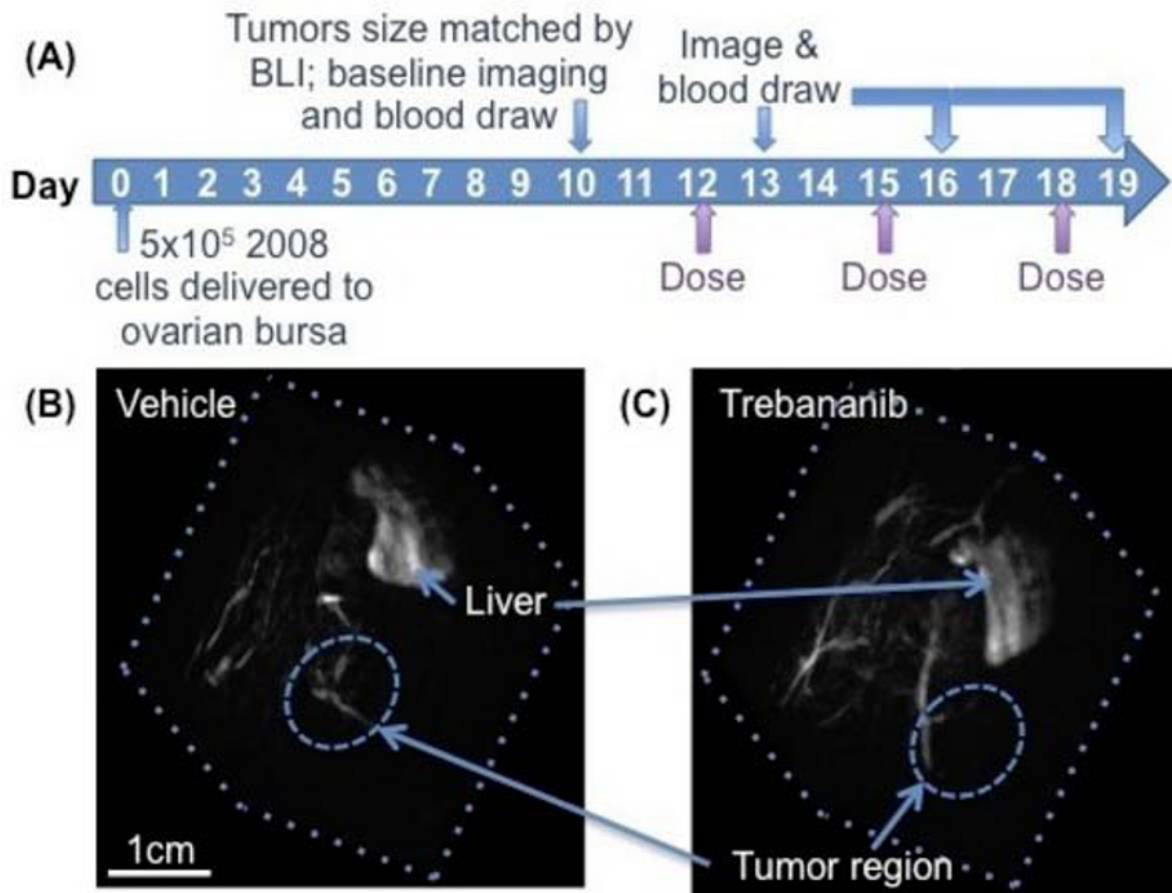 (A)
Tumors size matched by
BLI; baseline imaging
and blood draw
Image &
blood draw
Day 0 1 2 3 4 5 6 7 8 9 10 11 12 13 14 15 16 17 18 19
5x10⁵ 2008
cells delivered to
ovarian bursa
Dose Dose Dose
(B) Vehicle
(C) Trebananib
Liver
1cm
Tumor region